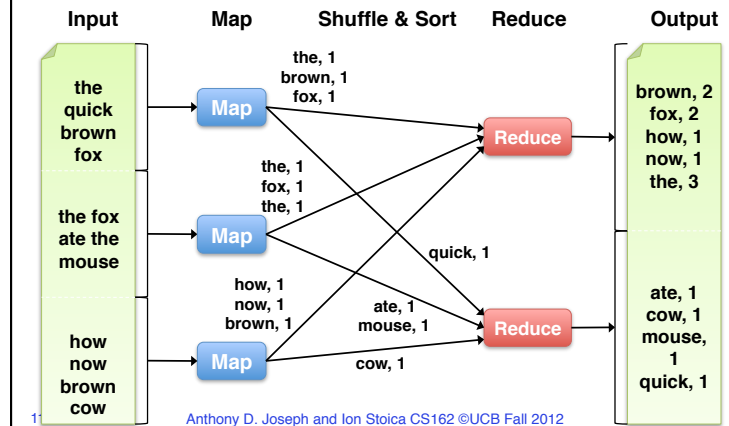 Input Map Shuffle & Sort Reduce Output
the
quick
brown
fox
the fox
ate the
mouse
how
now
brown
cow
Map
Map
Map
the, 1
brown, 1
fox, 1
the, 1
fox, 1
the, 1
how, 1
now, 1
brown, 1
quick, 1
ate, 1
mouse, 1
cow, 1
Reduce
Reduce
brown, 2
fox, 2
how, 1
now, 1
the, 3
ate, 1
cow, 1
mouse,
1
quick, 1
Anthony D. Joseph and Ion Stoica CS162 ©UCB Fall 2012